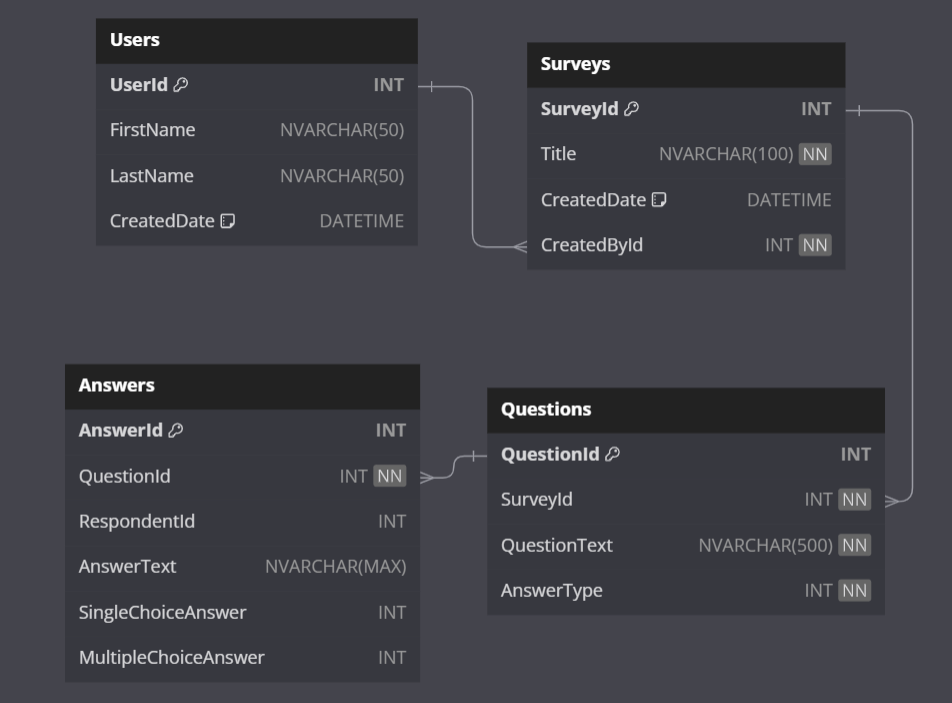 Users
UserId INT
FirstName NVARCHAR(50)
LastName NVARCHAR(50)
CreatedDate DATETIME
Surveys
SurveyId INT
Title NVARCHAR(100) NN
CreatedDate DATETIME
CreatedById INT NN
Answers
AnswerId INT
QuestionId INT NN
RespondentId INT
AnswerText NVARCHAR(MAX)
SingleChoiceAnswer INT
MultipleChoiceAnswer INT
Questions
QuestionId INT
SurveyId INT NN
QuestionText NVARCHAR(500) NN
AnswerType INT NN